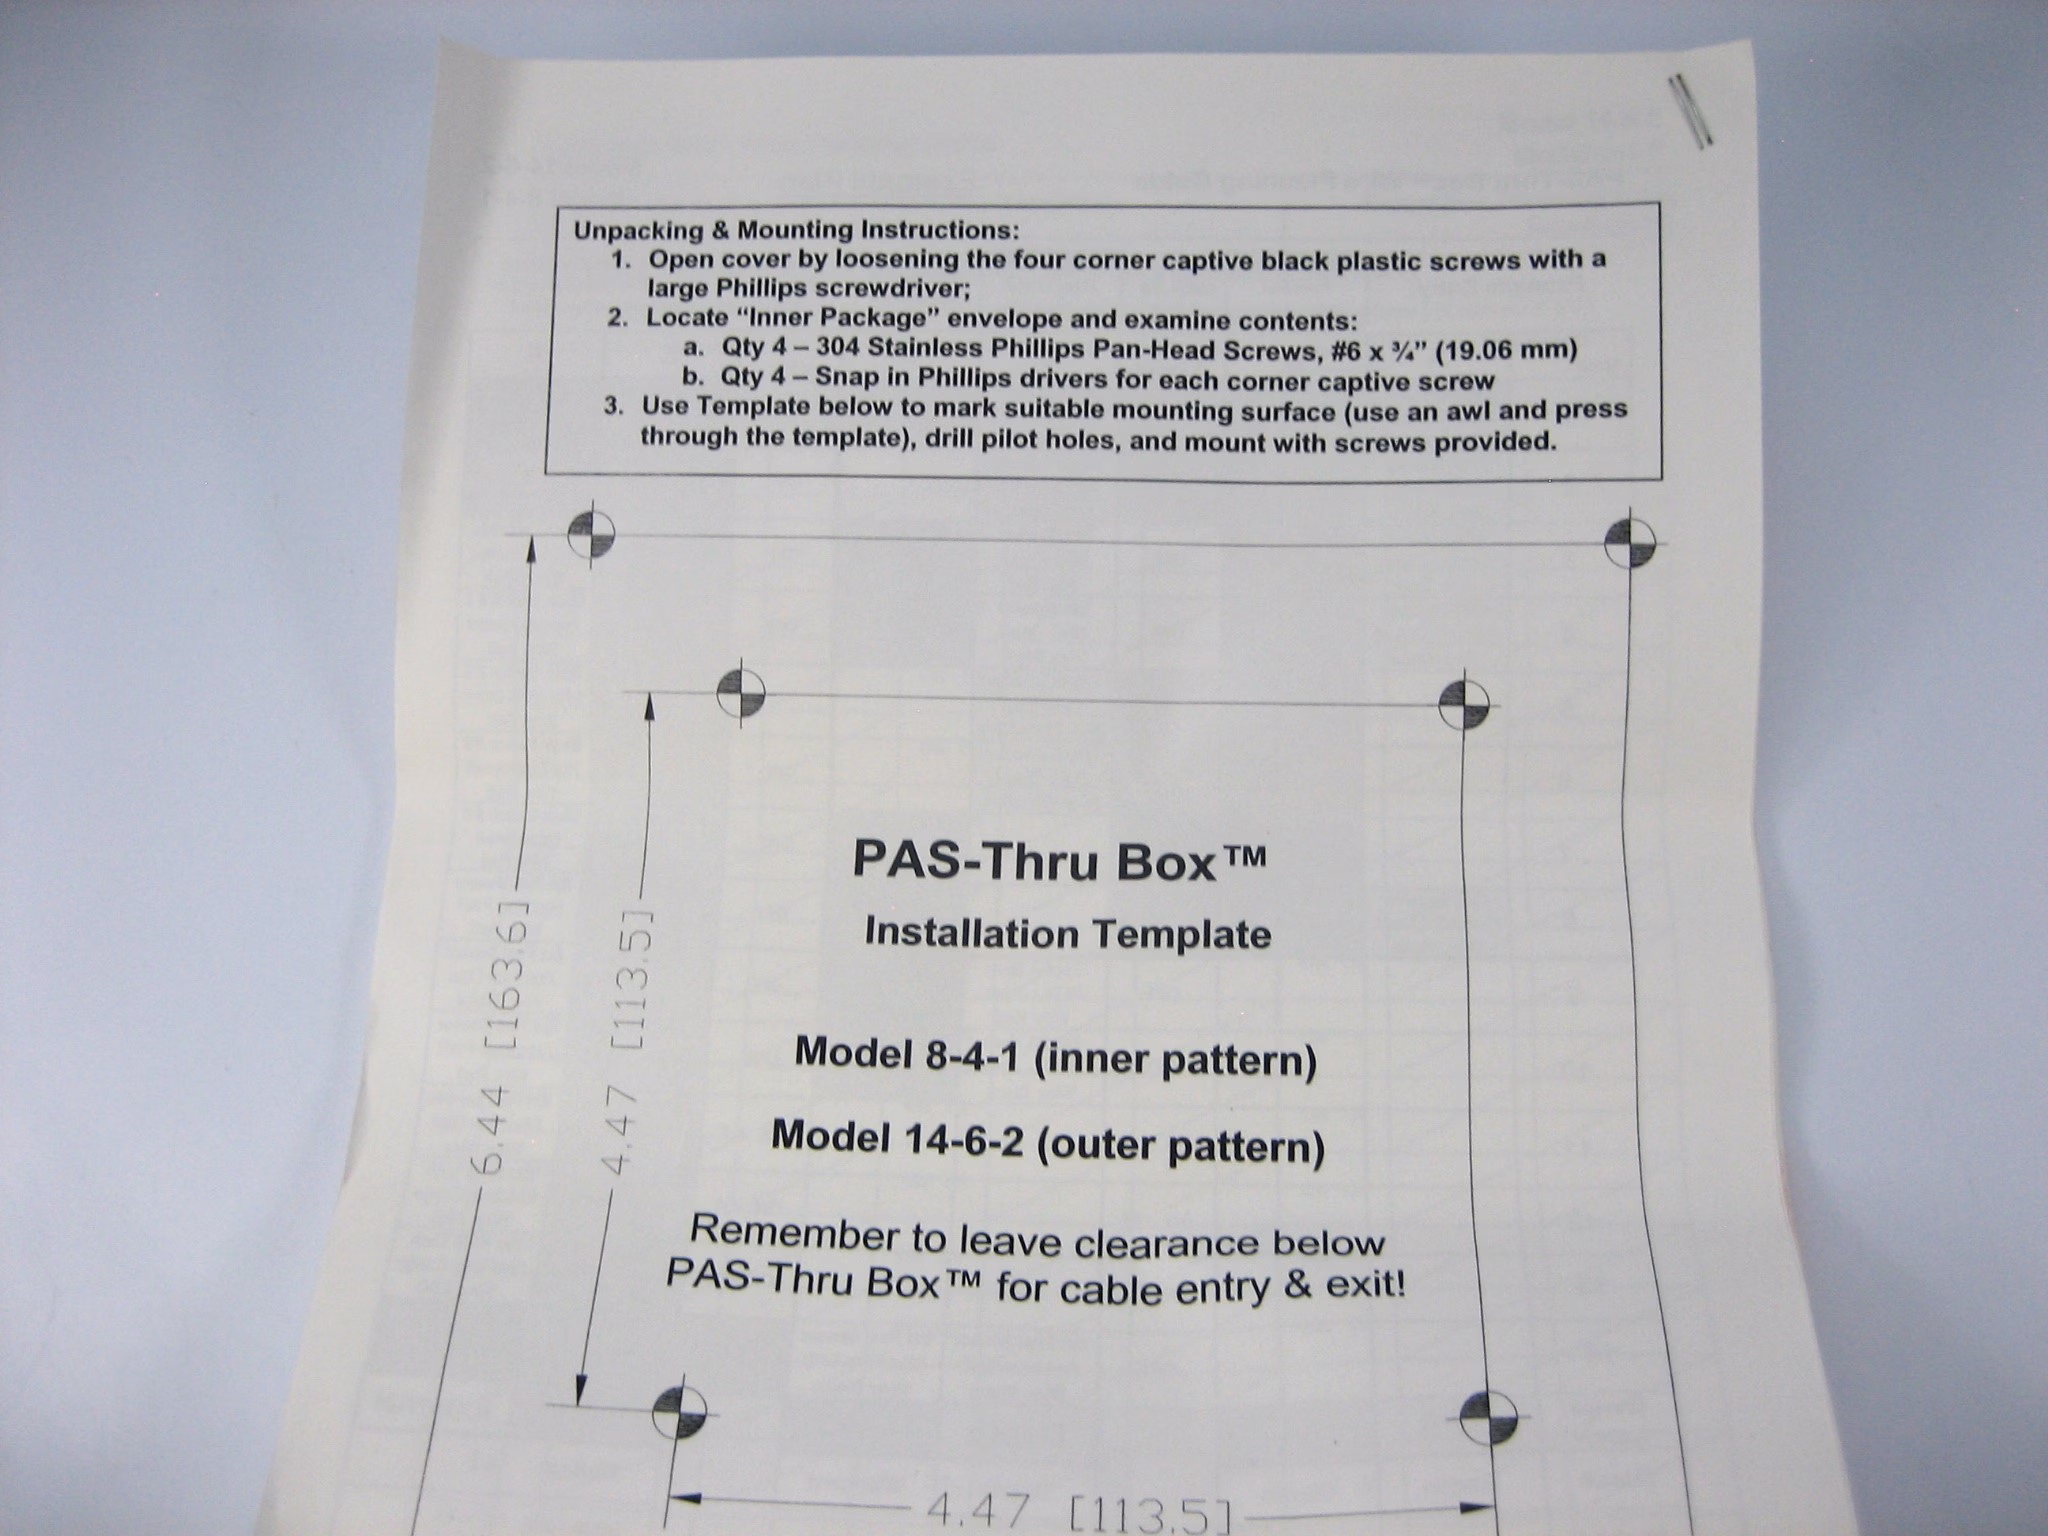 Unpacking & Mounting Instructions:
1. Open cover by loosening the four corner captive black plastic screws with a
large Phillips screwdriver;
2. Locate “Inner Package” envelope and examine contents:
a. Qty 4 – 304 Stainless Phillips Pan-Head Screws, #6 x ¾” (19.06 mm)
b. Qty 4 – Snap in Phillips drivers for each corner captive screw
3. Use Template below to mark suitable mounting surface (use an awl and press
through the template), drill pilot holes, and mount with screws provided.
6.44 [163.6]
4.47 [113.5]
PAS-Thru Box™
Installation Template
Model 8-4-1 (inner pattern)
Model 14-6-2 (outer pattern)
Remember to leave clearance below
PAS-Thru Box™ for cable entry & exit!
4.47 [113.5]